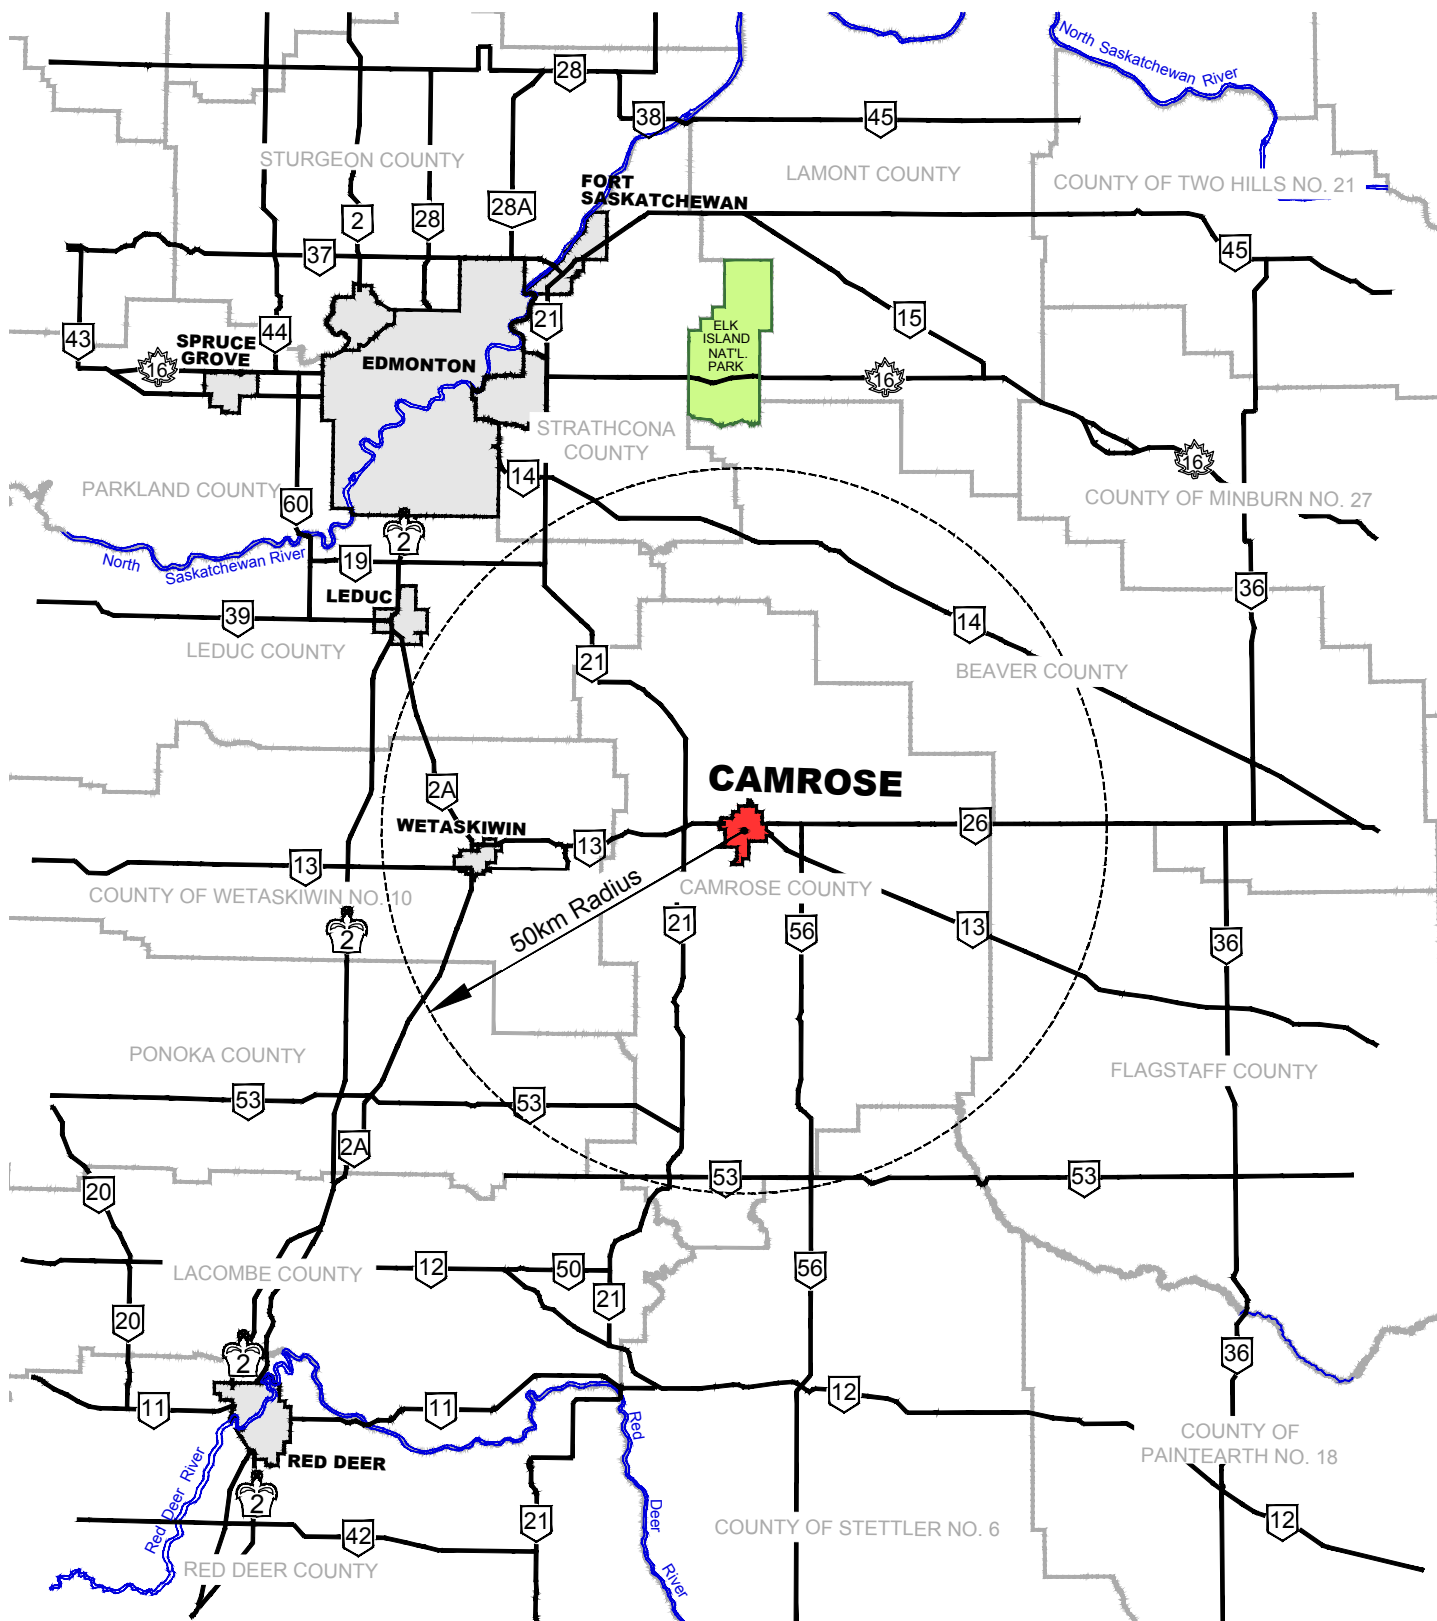 North Saskatchewan River
28
38
45
STURGEON COUNTY
LAMONT COUNTY
COUNTY OF TWO HILLS NO. 21
FORT
SASKATCHEWAN
2
28
28A
37
45
43
44
21
15
SPRUCE
GROVE
16
EDMONTON
ELK
ISLAND
NAT'L.
PARK
16
STRATHCONA
COUNTY
16
14
PARKLAND COUNTY
60
COUNTY OF MINBURN NO. 27
2
North Saskatchewan River
19
LEDUC
36
39
14
LEDUC COUNTY
21
BEAVER COUNTY
CAMROSE
2A
WETASKIWIN
26
13
13
COUNTY OF WETASKIWIN NO. 10
CAMROSE COUNTY
50km Radius
2
21
56
13
36
PONOKA COUNTY
FLAGSTAFF COUNTY
53
53
2A
53
53
20
LACOMBE COUNTY
12
50
56
21
20
2
36
11
11
12
Red Deer River
COUNTY OF
PAINTEARTH NO. 18
RED DEER
Red Deer River
2
21
COUNTY OF STETTLER NO. 6
12
42
RED DEER COUNTY